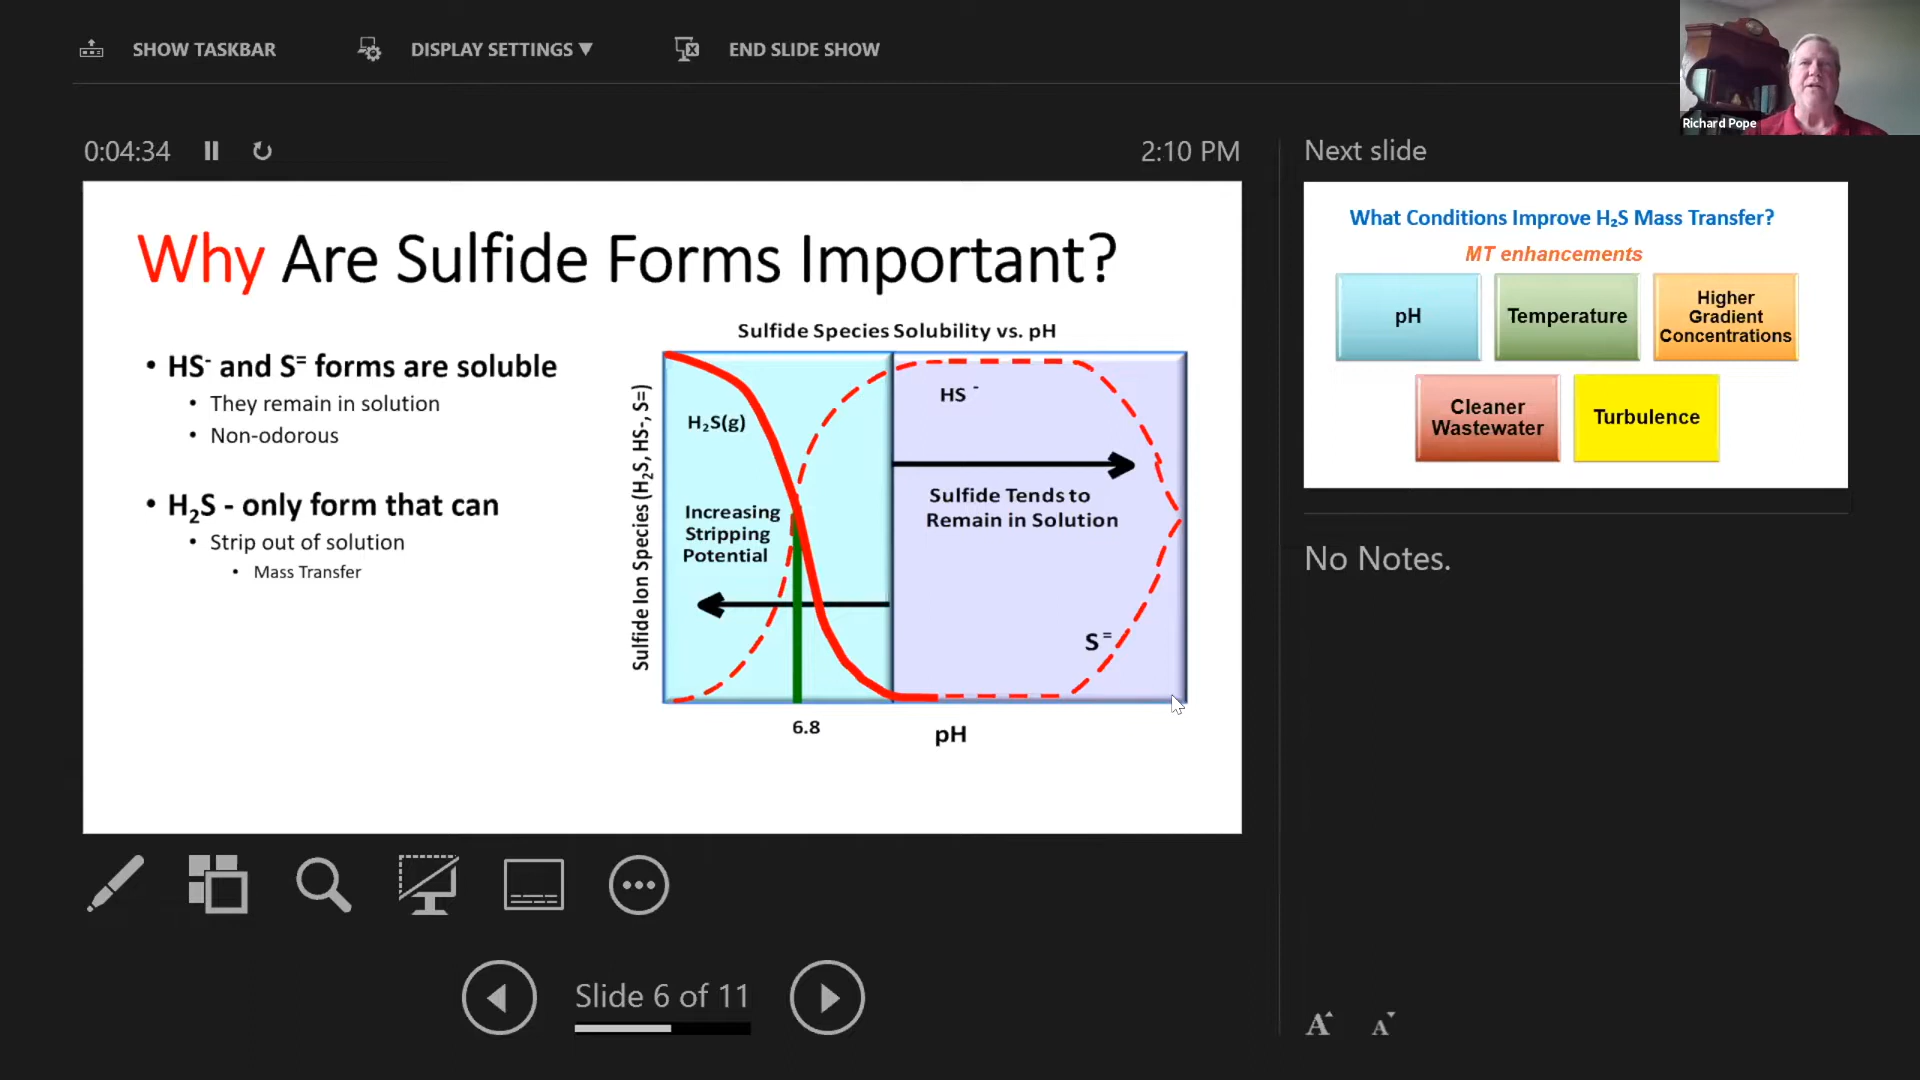 SHOW TASKBAR
DISPLAY SETTINGS ▼
END SLIDE SHOW
Richard Pope
0:04:34
2:10 PM
Next slide
Why Are Sulfide Forms Important?
• HS⁻ and S⁼ forms are soluble
• They remain in solution
• Non-odorous
• H₂S - only form that can
• Strip out of solution
• Mass Transfer
Sulfide Species Solubility vs. pH
Sulfide Ion Species (H₂S, HS-, S=)
H₂S(g)
HS -
Increasing
Stripping
Potential
Sulfide Tends to
Remain in Solution
S =
6.8
pH
What Conditions Improve H₂S Mass Transfer?
MT enhancements
pH
Temperature
Higher
Gradient
Concentrations
Cleaner
Wastewater
Turbulence
No Notes.
Slide 6 of 11
A
A